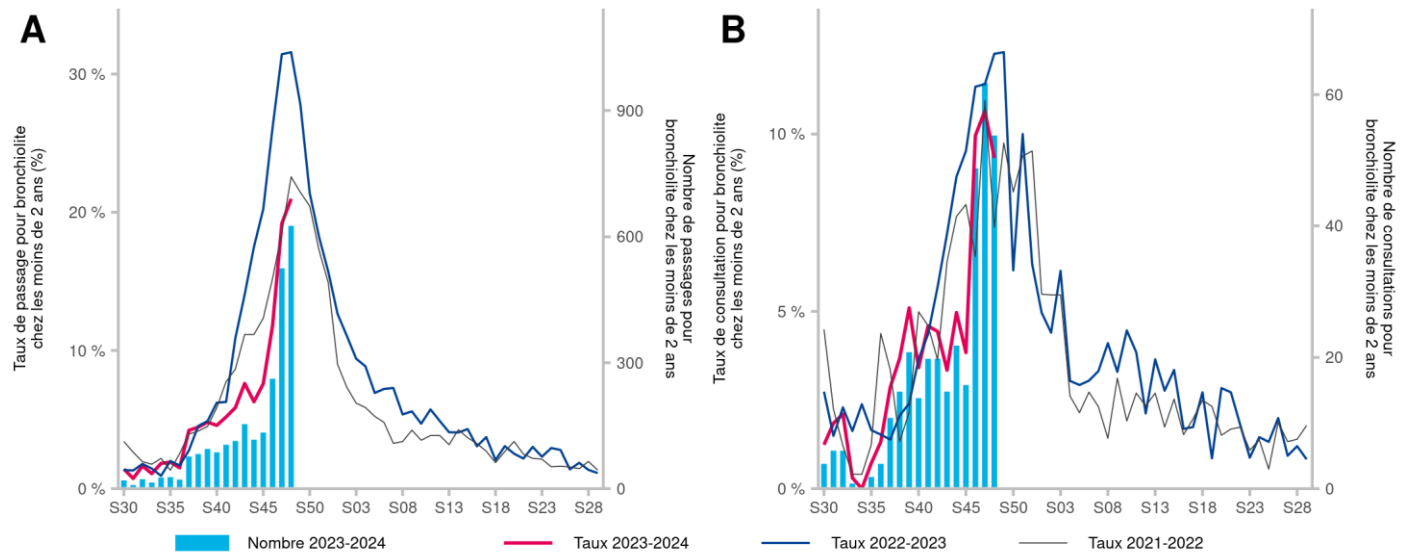 A
B
Taux de passage pour bronchiolite
chez les moins de 2 ans (%)
30 %
20 %
10 %
0 %
900
600
300
0
Nombre de passages pour
bronchiolite chez les moins de 2 ans
S30 S35 S40 S45 S50 S03 S08 S13 S18 S23 S28
Taux de consultation pour bronchiolite
chez les moins de 2 ans (%)
10 %
5 %
0 %
60
40
20
0
Nombre de consultations pour
bronchiolite chez les moins de 2 ans
S30 S35 S40 S45 S50 S03 S08 S13 S18 S23 S28
Nombre 2023-2024 Taux 2023-2024 Taux 2022-2023 Taux 2021-2022